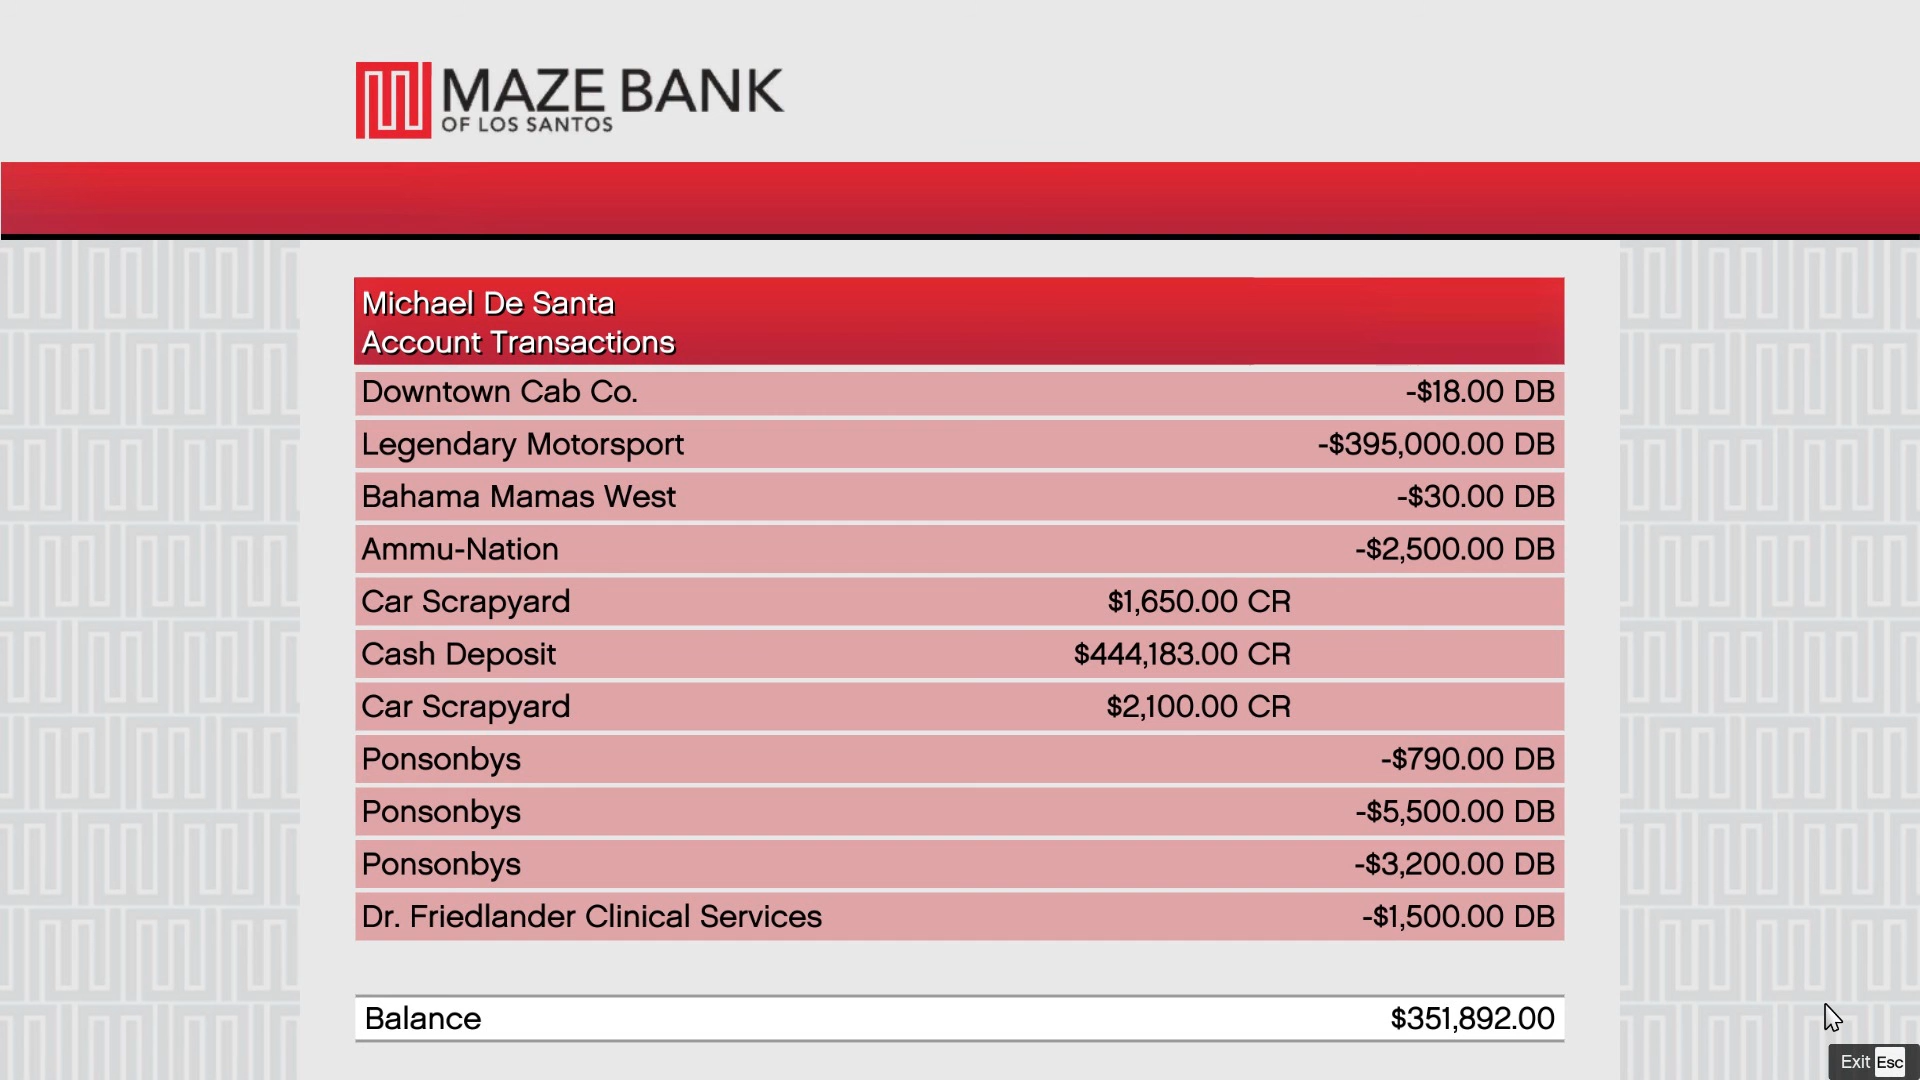 MAZE BANK
OF LOS SANTOS
Michael De Santa
Account Transactions
Downtown Cab Co. -$18.00 DB
Legendary Motorsport -$395,000.00 DB
Bahama Mamas West -$30.00 DB
Ammu-Nation -$2,500.00 DB
Car Scrapyard $1,650.00 CR
Cash Deposit $444,183.00 CR
Car Scrapyard $2,100.00 CR
Ponsonbys -$790.00 DB
Ponsonbys -$5,500.00 DB
Ponsonbys -$3,200.00 DB
Dr. Friedlander Clinical Services -$1,500.00 DB
Balance $351,892.00
Exit Esc